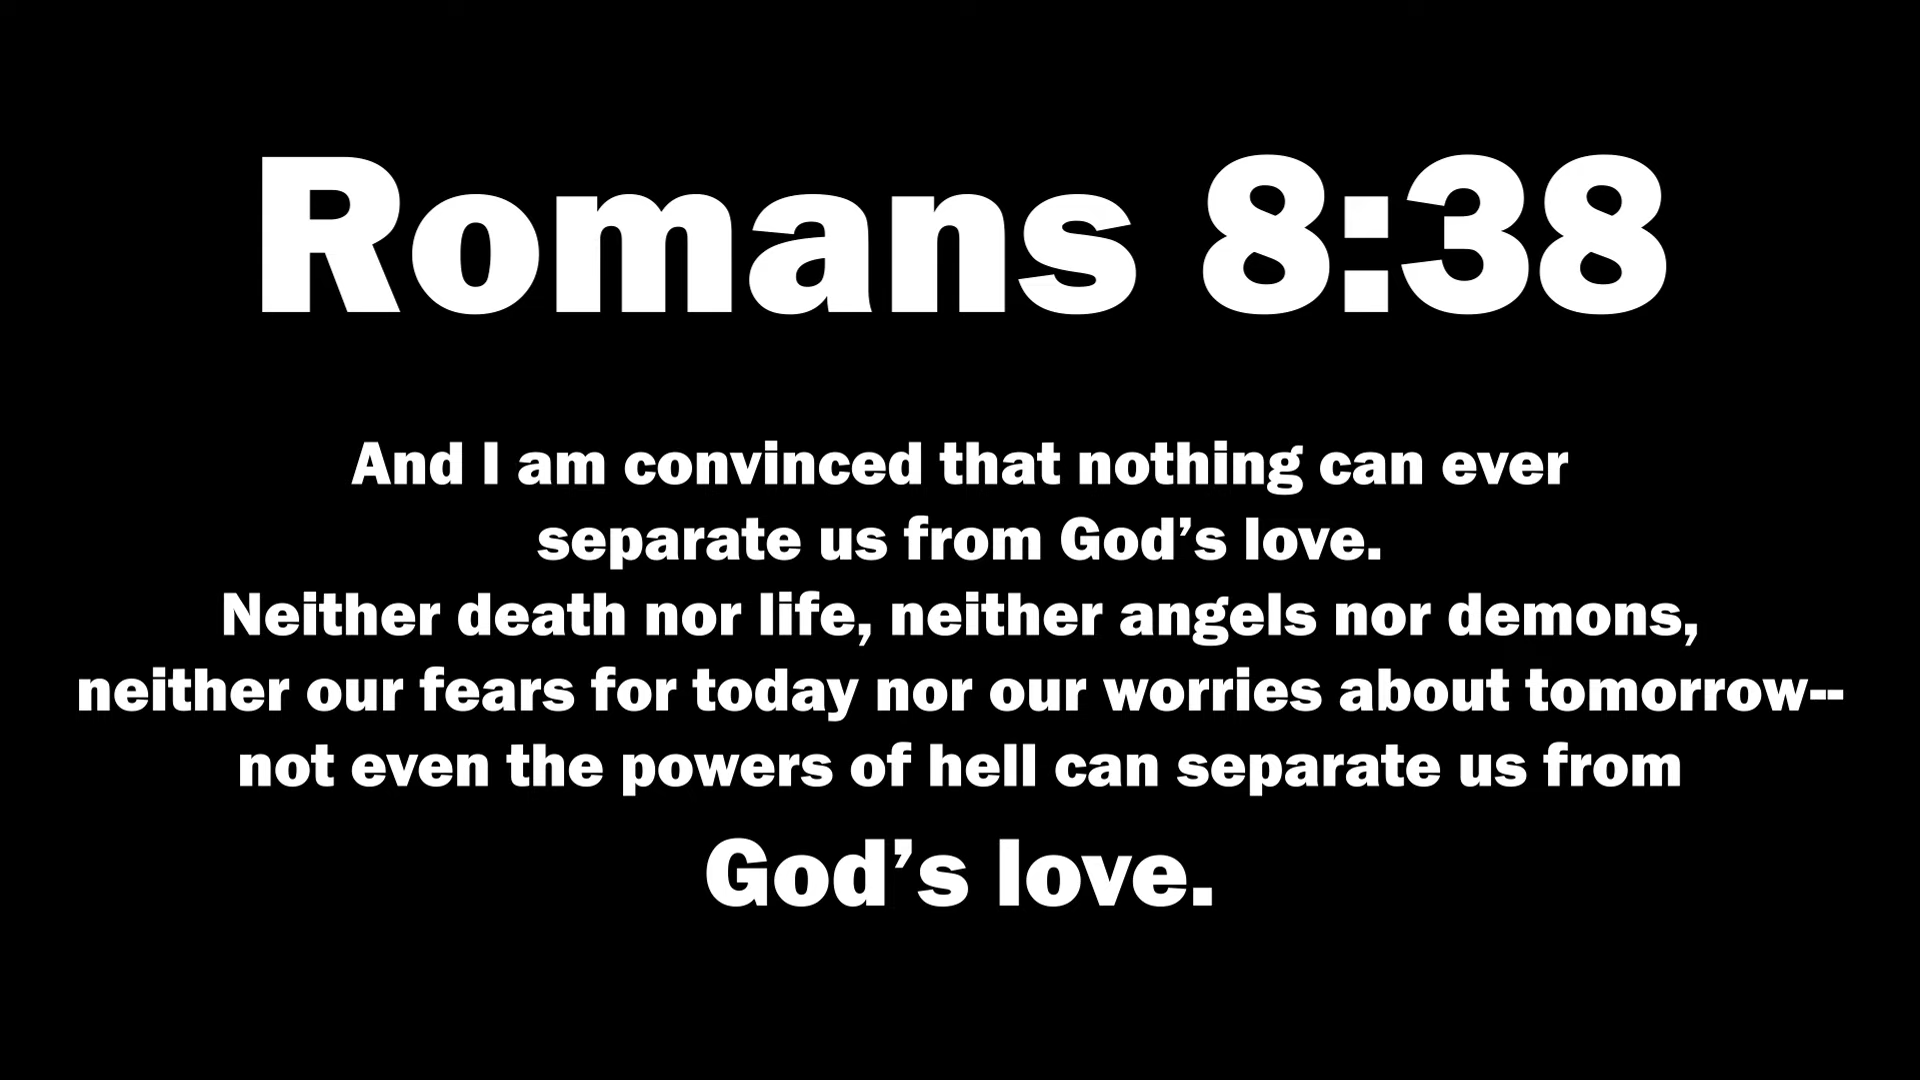 Romans 8:38
And I am convinced that nothing can ever
separate us from God’s love.
Neither death nor life, neither angels nor demons,
neither our fears for today nor our worries about tomorrow--
not even the powers of hell can separate us from
God’s love.